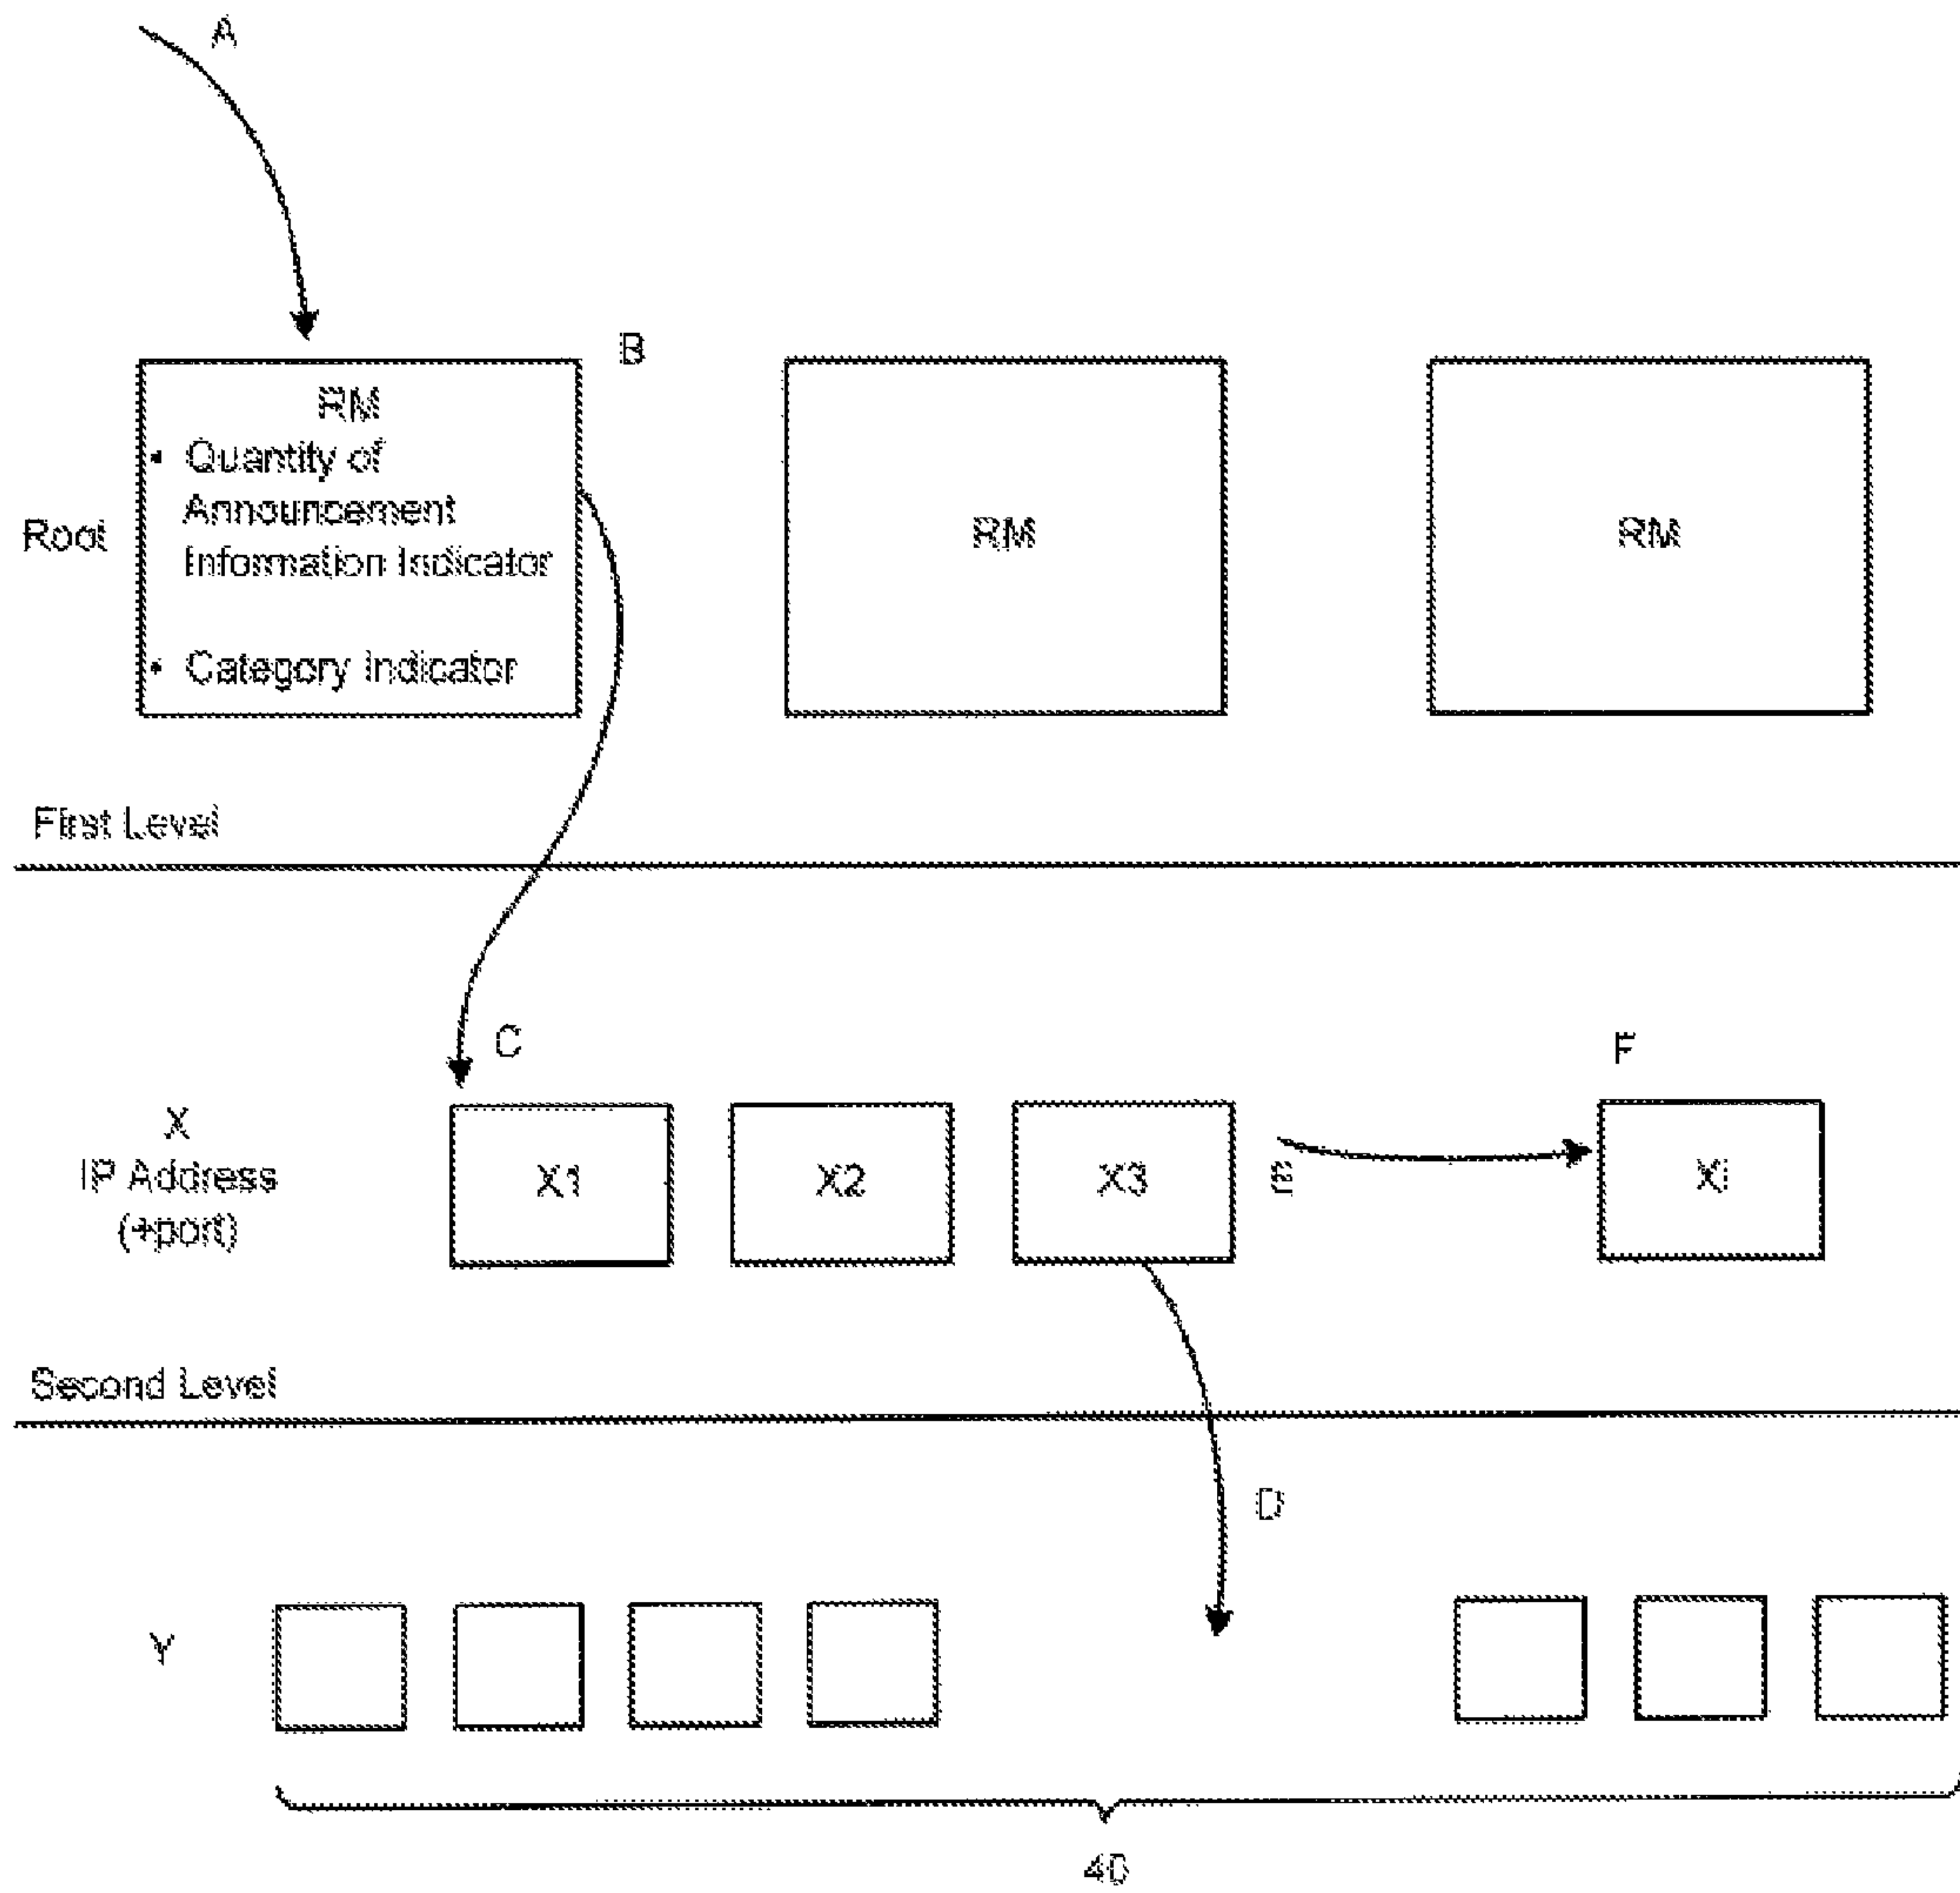 A
B
RM
• Quantity of
Announcement
Information Indicator
• Category Indicator
Root
RM
RM
First Level
C
F
X
IP Address
(+port)
X1
X2
X3
E
Xi
Second Level
D
Y
40